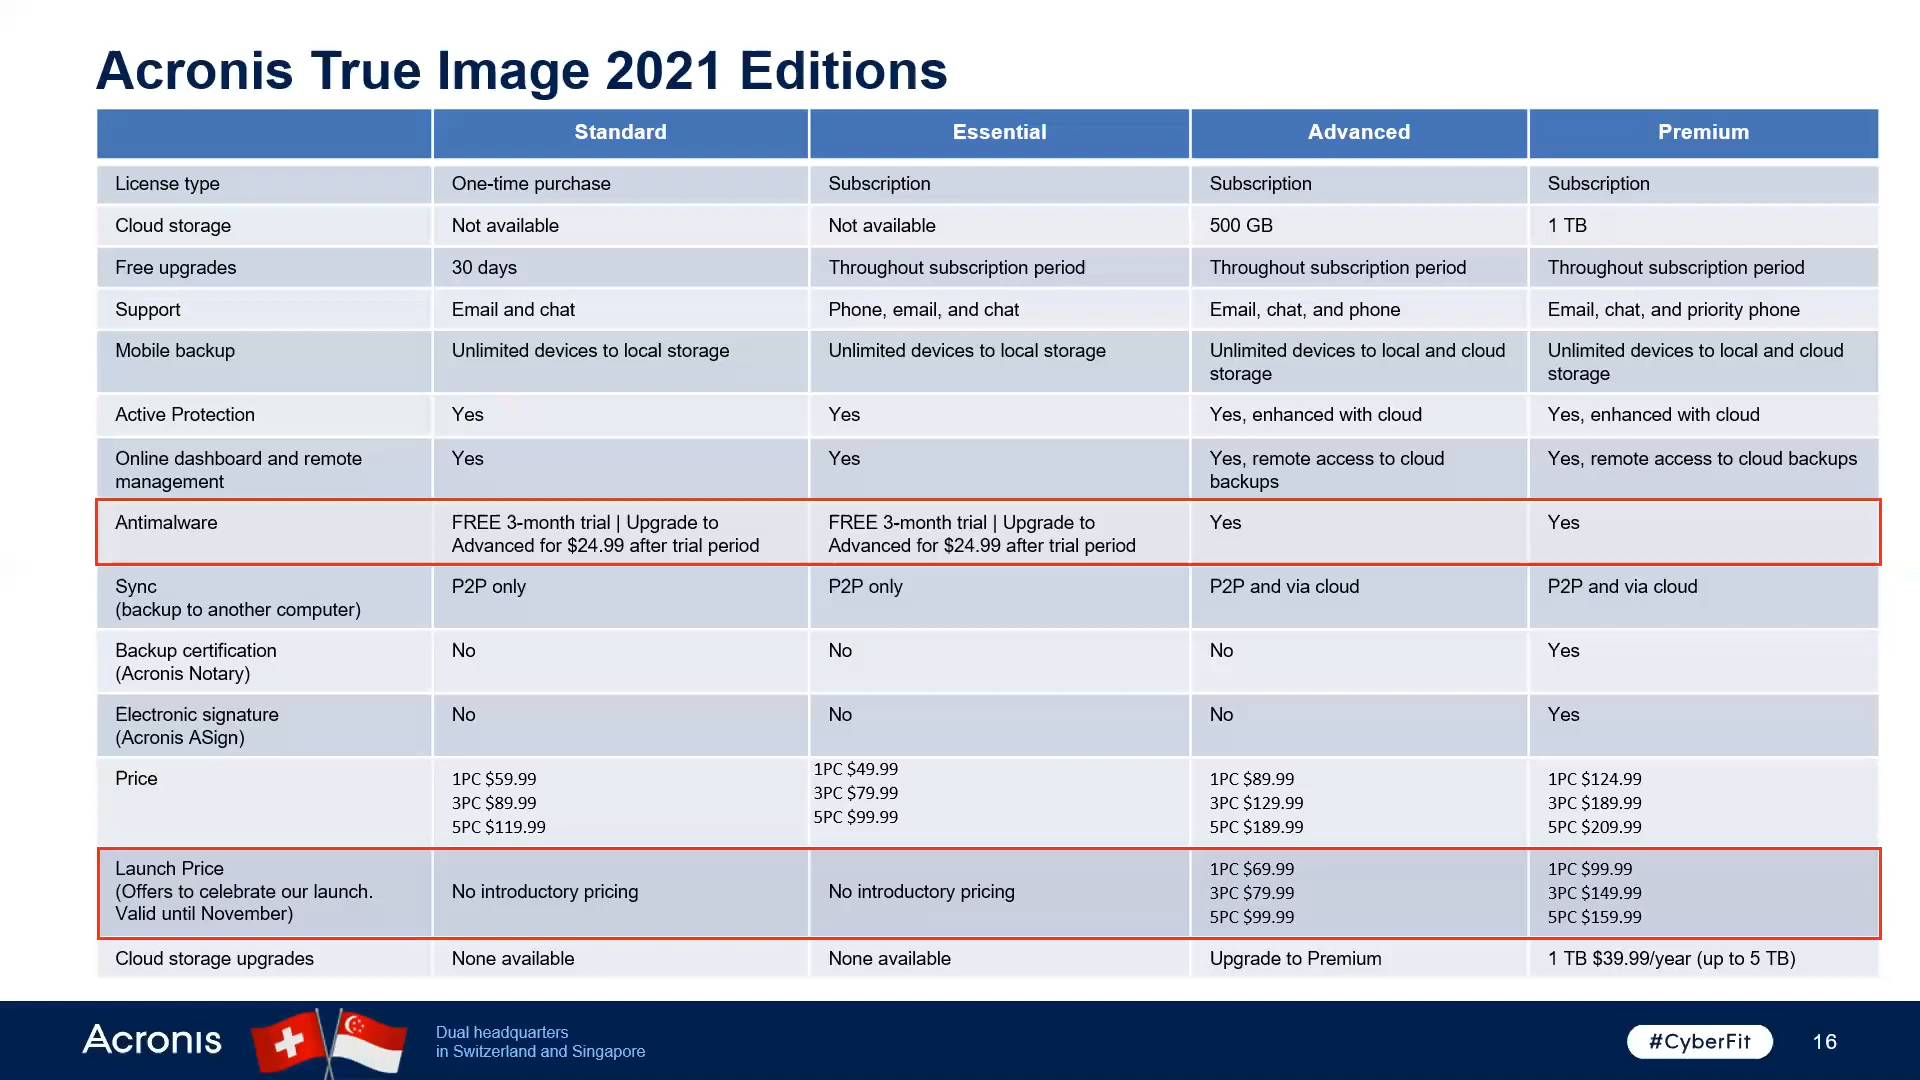 Acronis True Image 2021 Editions
Standard Essential Advanced Premium
License type One-time purchase Subscription Subscription Subscription
Cloud storage Not available Not available 500 GB 1 TB
Free upgrades 30 days Throughout subscription period Throughout subscription period Throughout subscription period
Support Email and chat Phone, email, and chat Email, chat, and phone Email, chat, and priority phone
Mobile backup Unlimited devices to local storage Unlimited devices to local storage Unlimited devices to local and cloud Unlimited devices to local and cloud
storage storage
Active Protection Yes Yes Yes, enhanced with cloud Yes, enhanced with cloud
Online dashboard and remote Yes Yes Yes, remote access to cloud Yes, remote access to cloud backups
management backups
Antimalware FREE 3-month trial | Upgrade to FREE 3-month trial | Upgrade to Yes Yes
Advanced for $24.99 after trial period Advanced for $24.99 after trial period
Sync P2P only P2P only P2P and via cloud P2P and via cloud
(backup to another computer)
Backup certification No No No Yes
(Acronis Notary)
Electronic signature No No No Yes
(Acronis ASign)
Price 1PC $59.99 1PC $49.99 1PC $89.99 1PC $124.99
3PC $89.99 3PC $79.99 3PC $129.99 3PC $189.99
5PC $119.99 5PC $99.99 5PC $189.99 5PC $209.99
Launch Price 1PC $69.99 1PC $99.99
(Offers to celebrate our launch. No introductory pricing No introductory pricing 3PC $79.99 3PC $149.99
Valid until November) 5PC $99.99 5PC $159.99
Cloud storage upgrades None available None available Upgrade to Premium 1 TB $39.99/year (up to 5 TB)
Acronis
Dual headquarters
in Switzerland and Singapore
#CyberFit
16